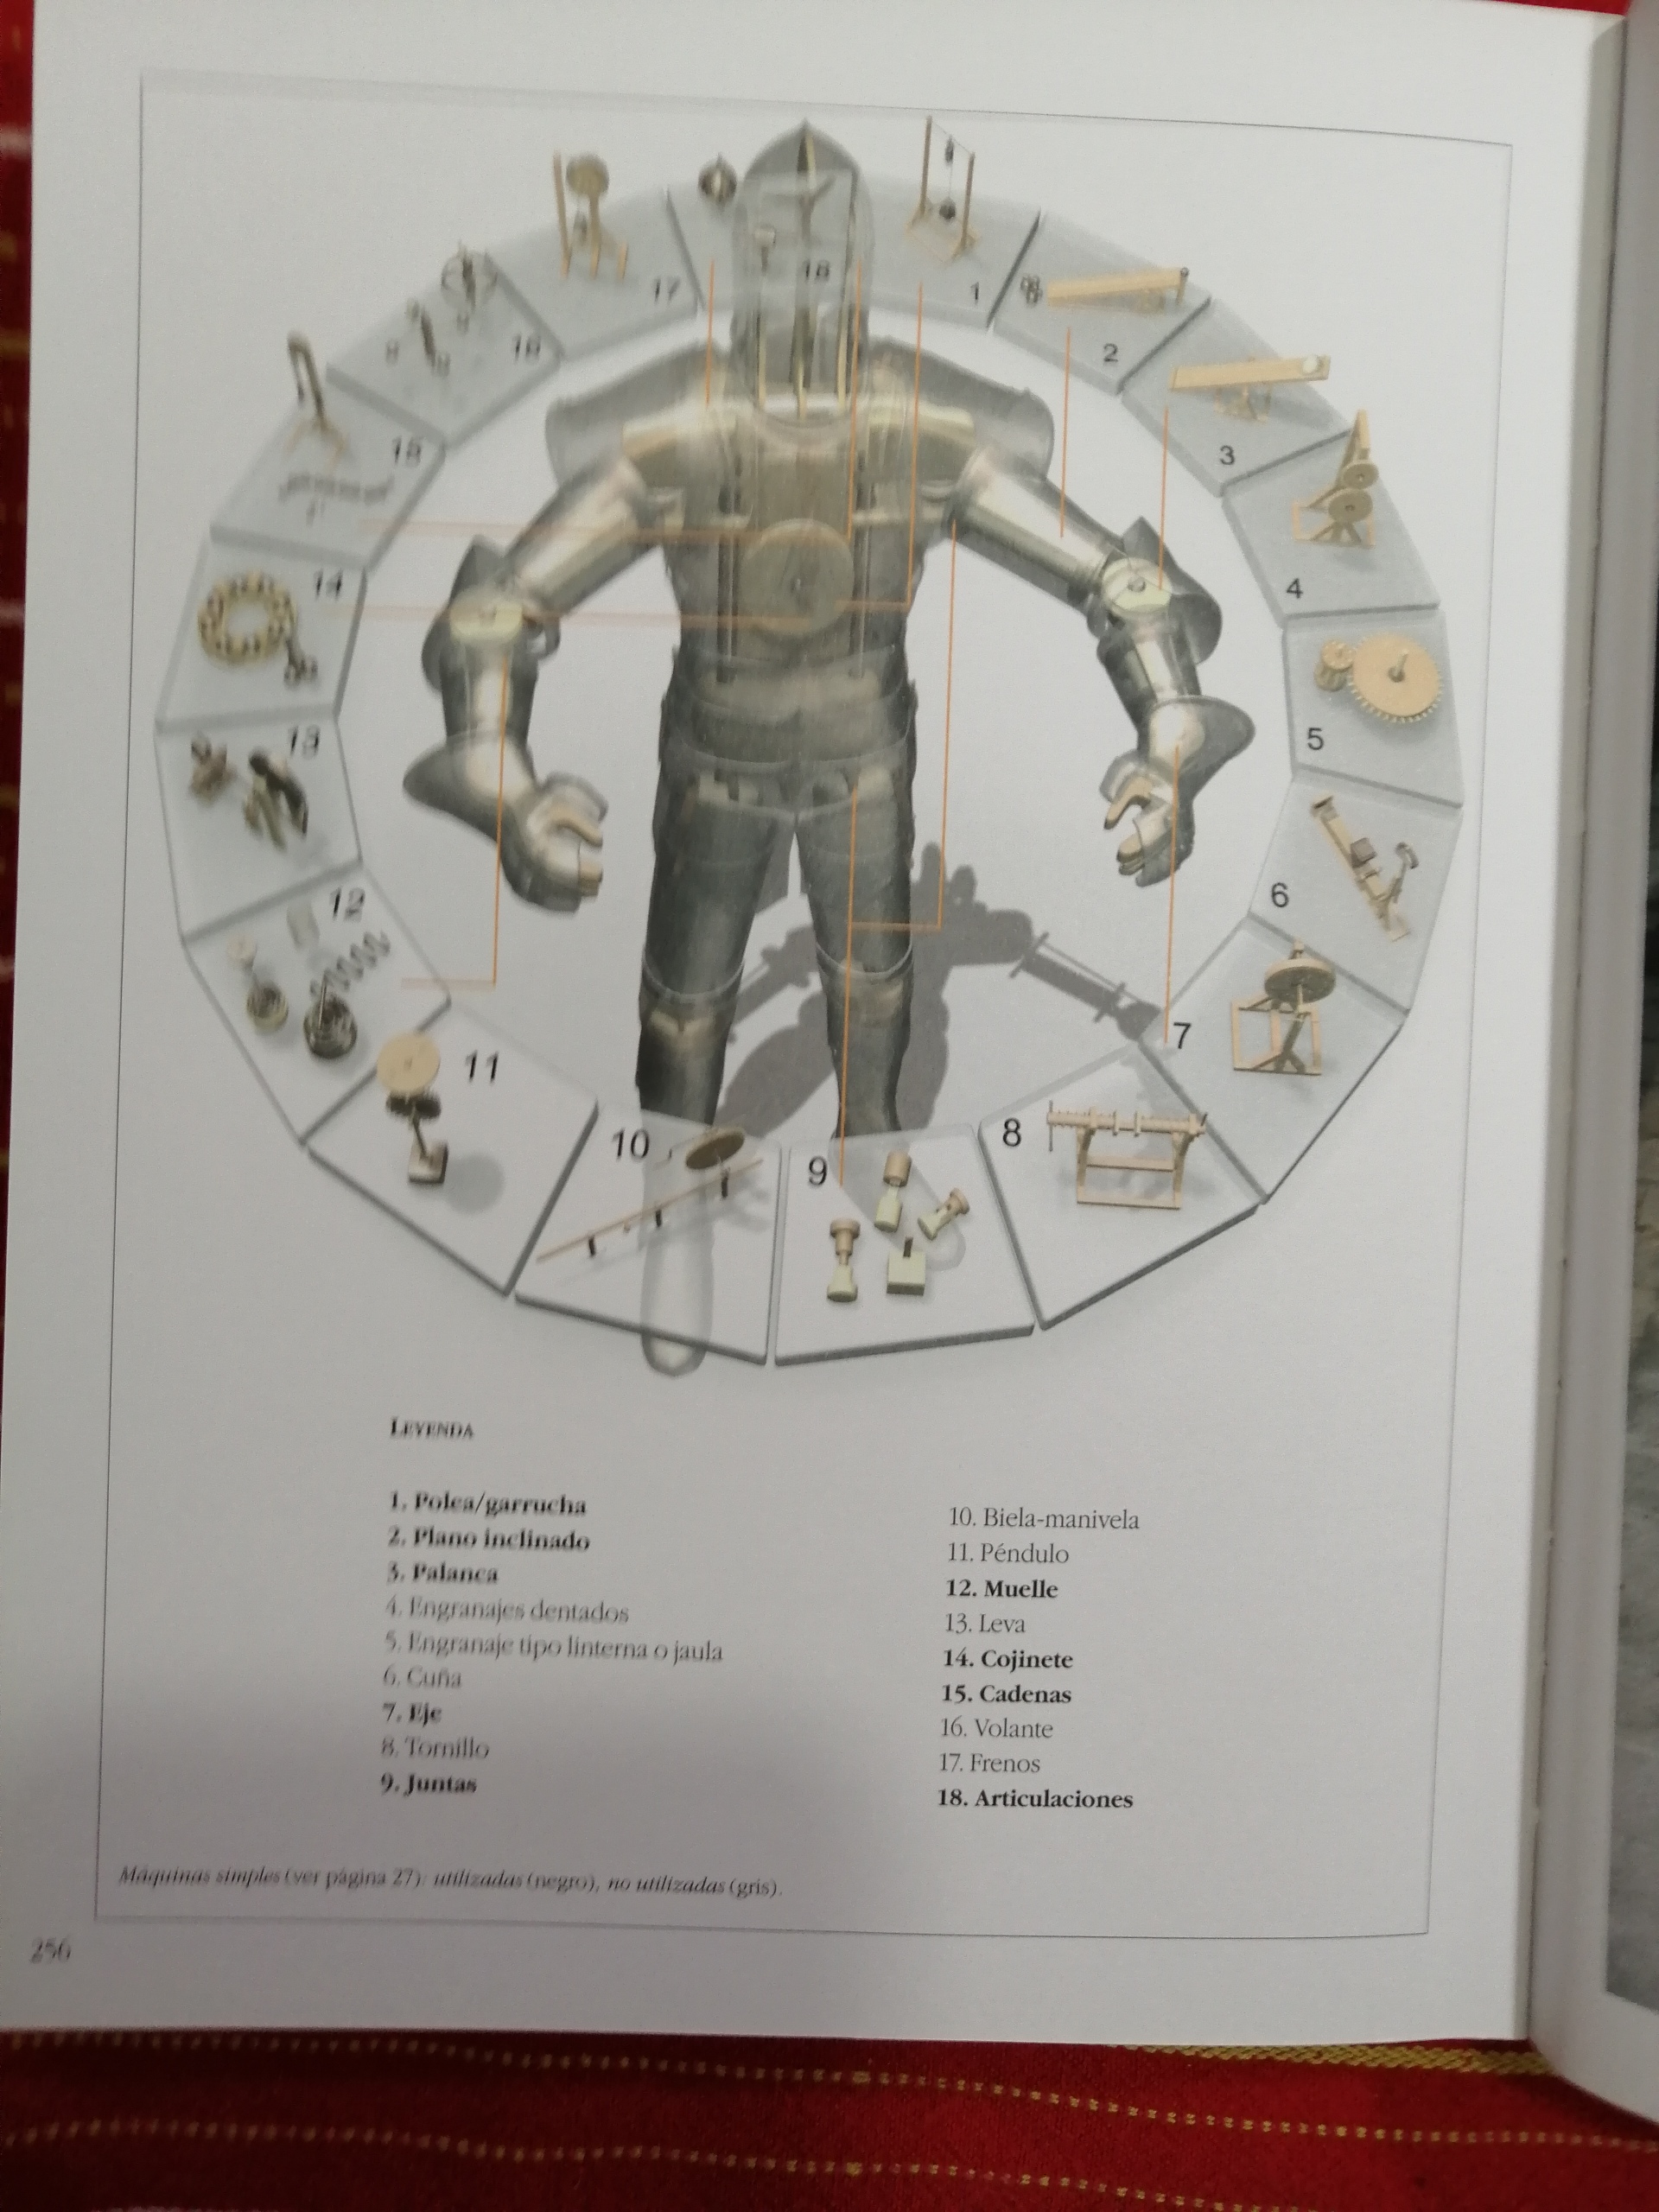 17
18
1
2
16
3
15
4
14
5
13
6
12
7
11
8
10
9
LEYENDA
1. Polea/garrucha
2. Plano inclinado
3. Palanca
4. Engranajes dentados
5. Engranaje tipo linterna o jaula
6. Cuña
7. Eje
8. Tornillo
9. Juntas
10. Biela-manivela
11. Péndulo
12. Muelle
13. Leva
14. Cojinete
15. Cadenas
16. Volante
17. Frenos
18. Articulaciones
Máquinas simples (ver página 27): utilizadas (negro), no utilizadas (gris).
256